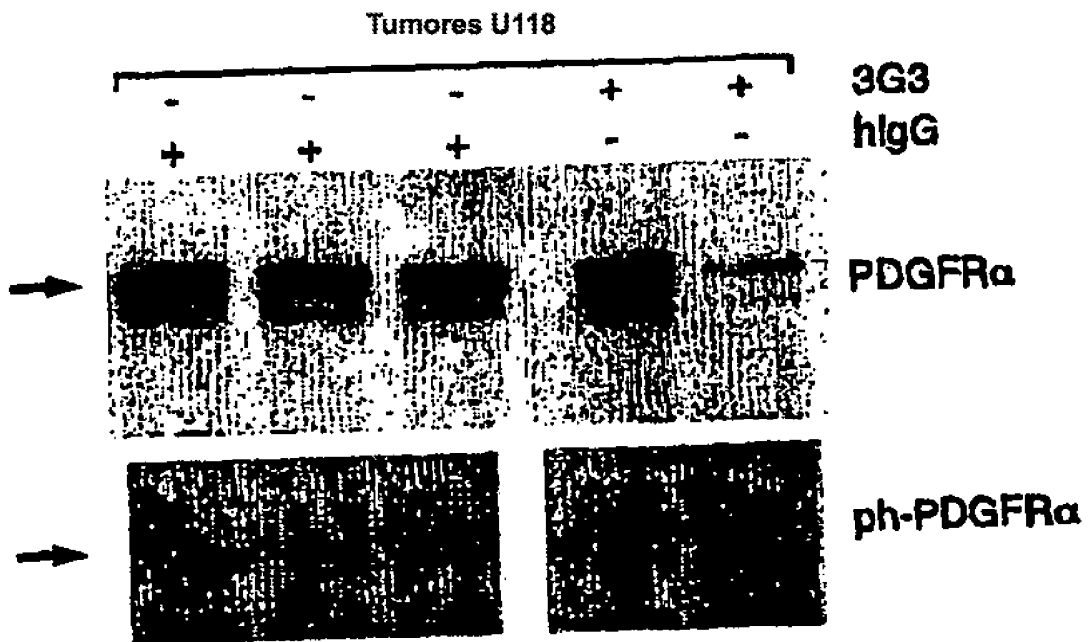 Tumores U118
- - - + + 3G3
+ + + - - hIgG
PDGFRα
ph-PDGFRα